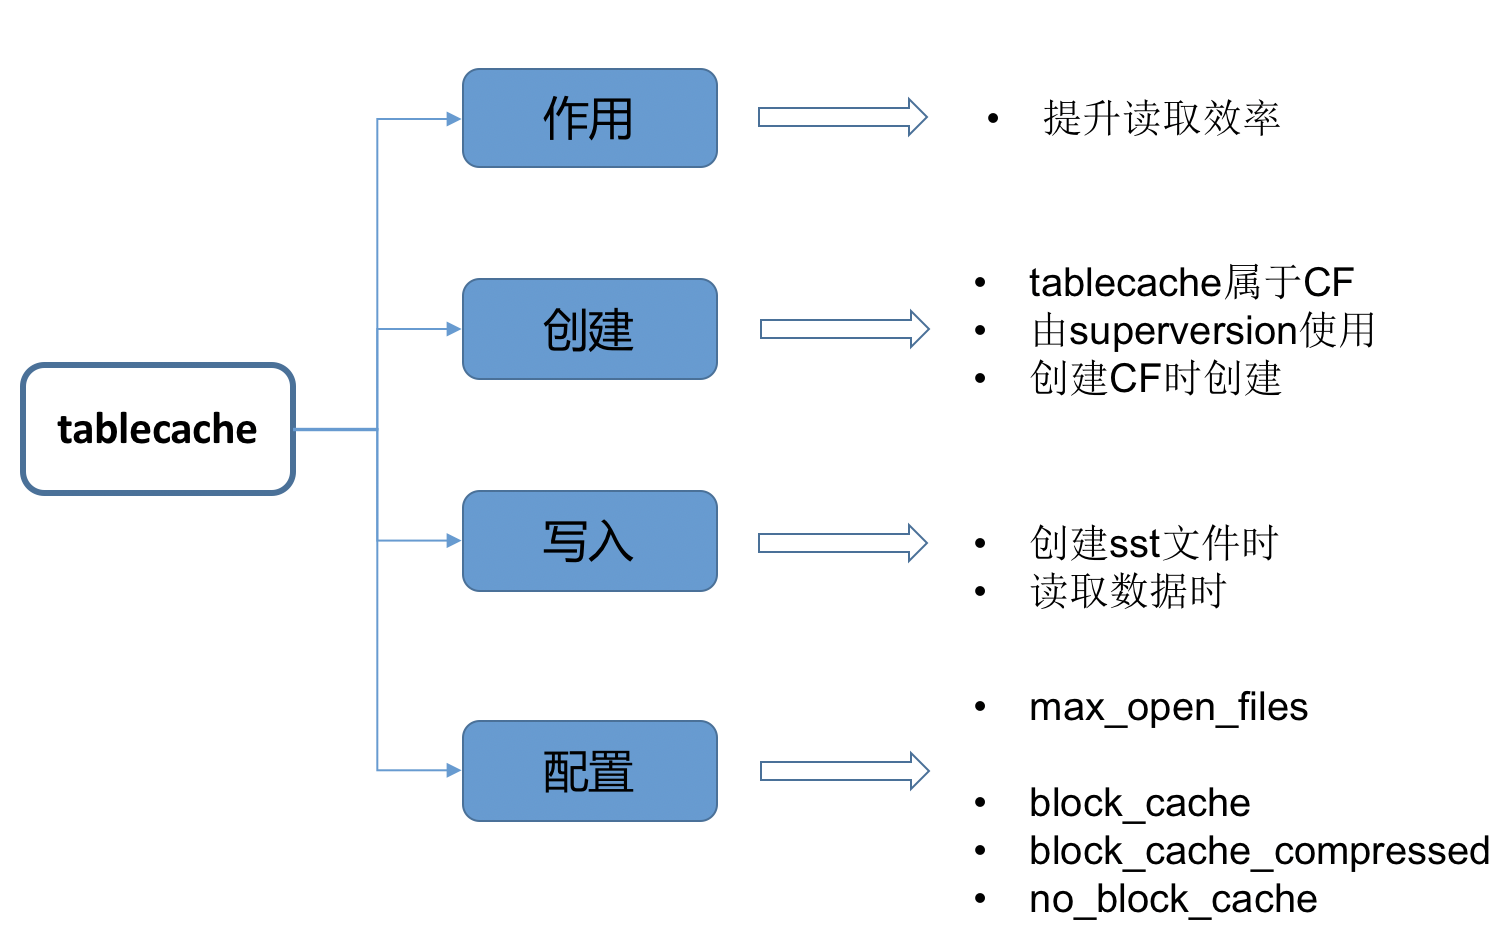 tablecache
作用
• 提升读取效率
创建
• tablecache属于CF
• 由superversion使用
• 创建CF时创建
写入
• 创建sst文件时
• 读取数据时
配置
• max_open_files
• block_cache
• block_cache_compressed
• no_block_cache